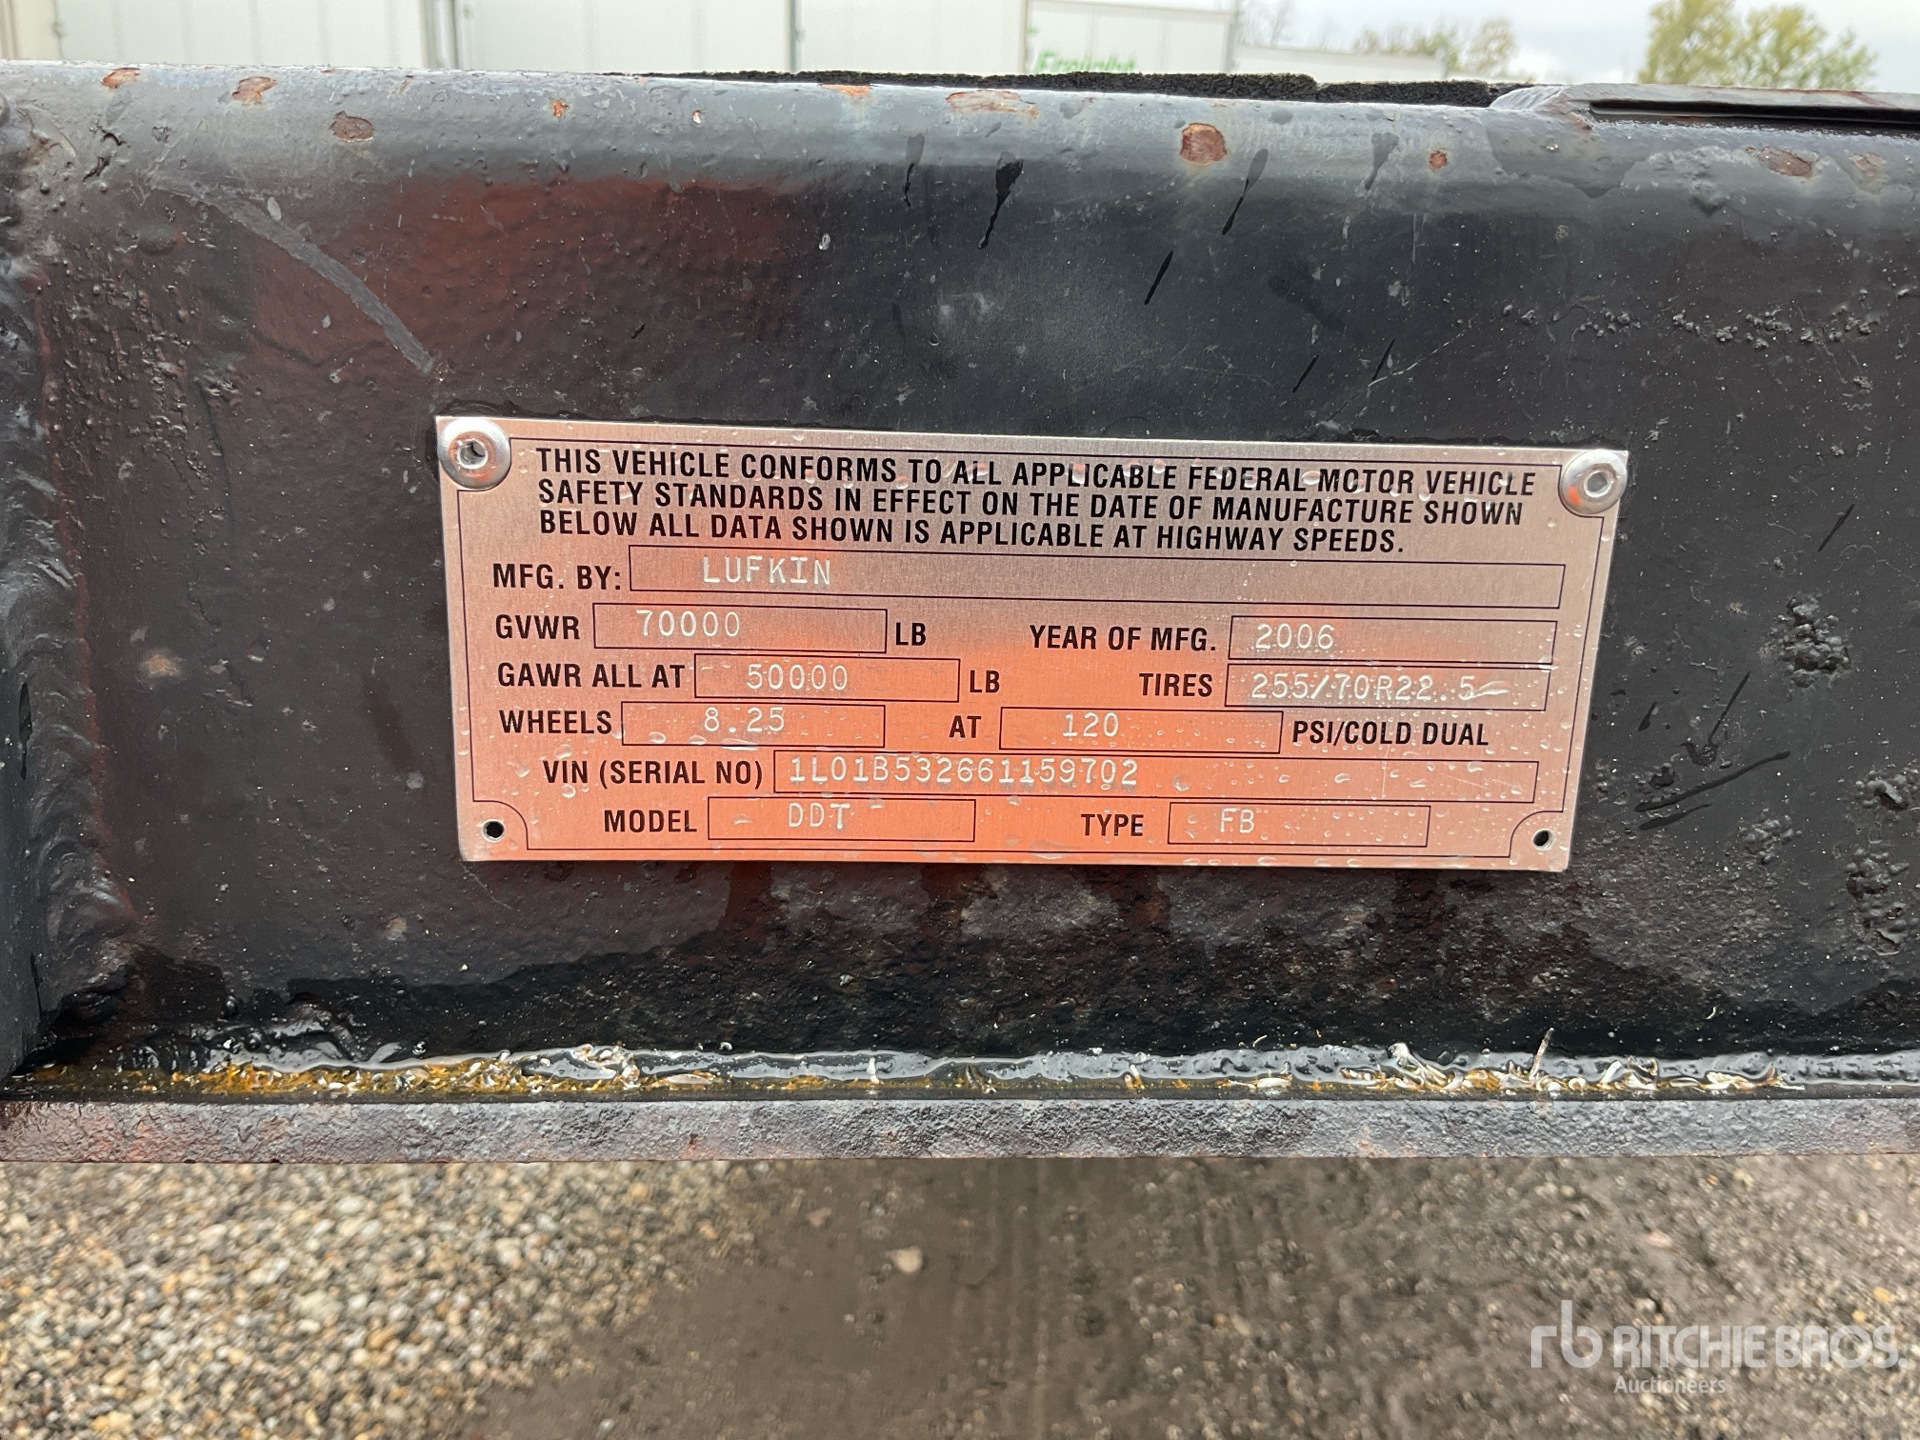 THIS VEHICLE CONFORMS TO ALL APPLICABLE FEDERAL MOTOR VEHICLE
SAFETY STANDARDS IN EFFECT ON THE DATE OF MANUFACTURE SHOWN
BELOW ALL DATA SHOWN IS APPLICABLE AT HIGHWAY SPEEDS.
MFG. BY: LUFKIN
GVWR 70000 LB YEAR OF MFG. 2006
GAWR ALL AT 50000 LB TIRES 255/70R22.5
WHEELS 8.25 AT 120 PSI/COLD DUAL
VIN (SERIAL NO) 1L01B532661159702
MODEL DDT TYPE FB
rb RITCHIE BROS.
Auctioneers